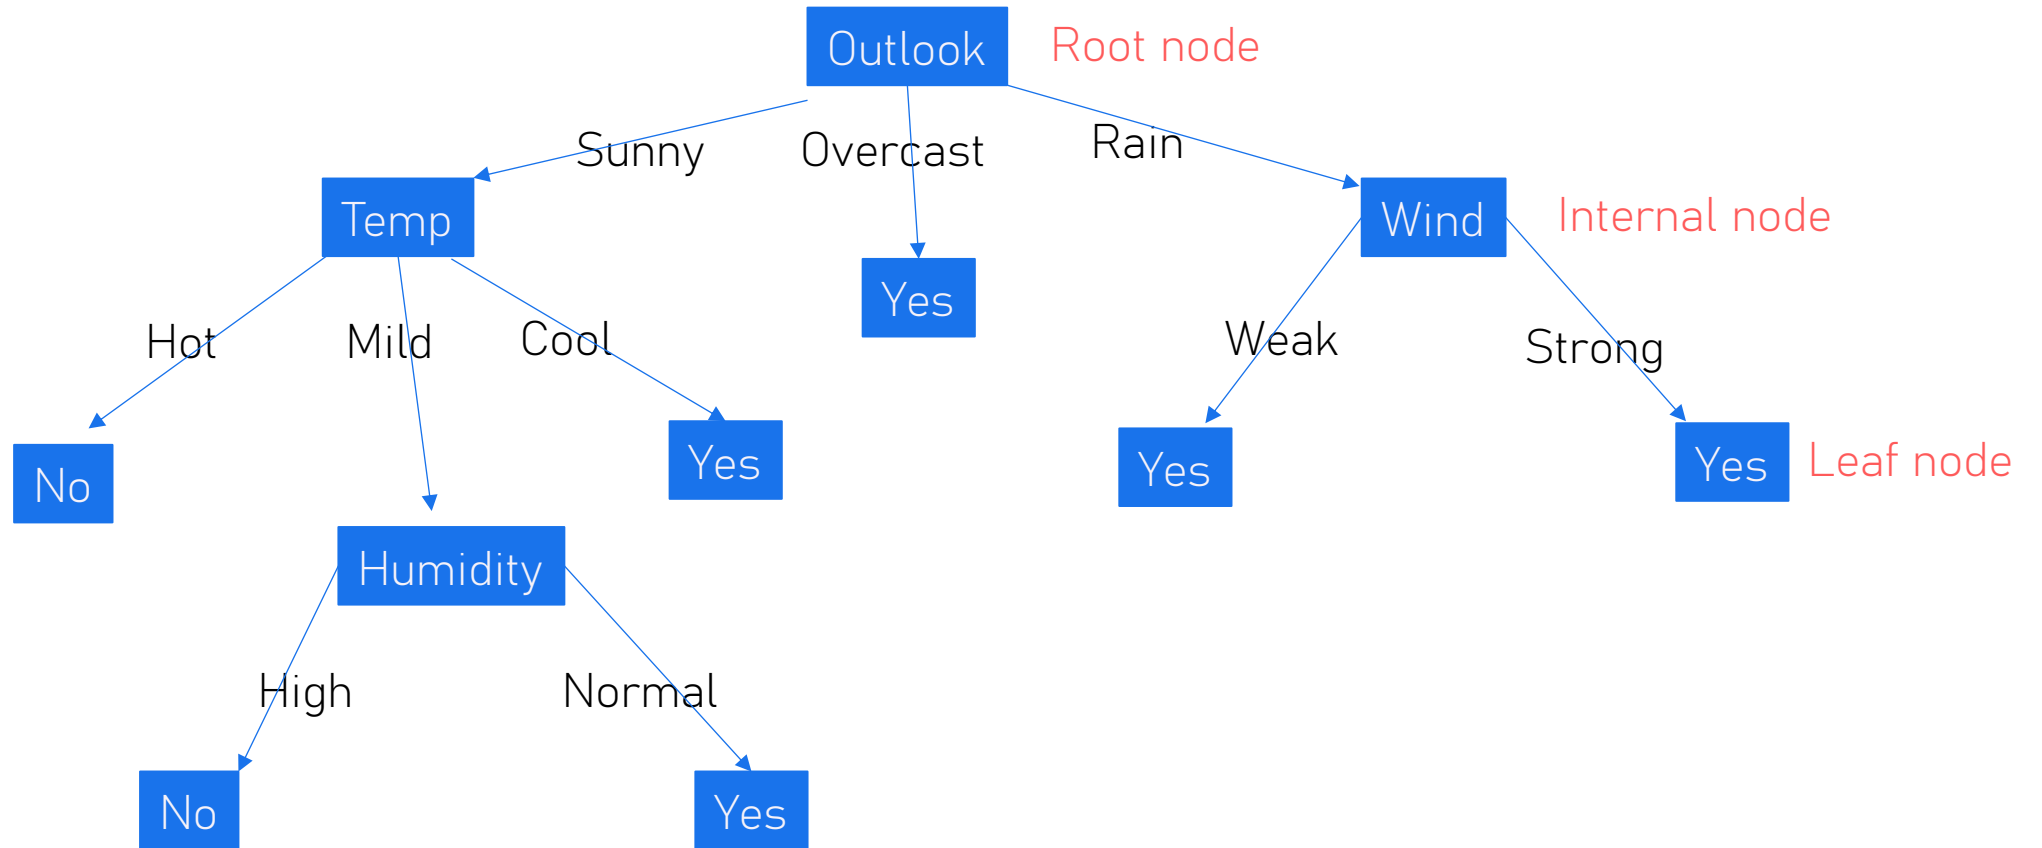 Outlook
Root node
Sunny
Overcast
Rain
Temp
Wind
Internal node
Yes
Hot
Mild
Cool
Weak
Strong
No
Yes
Yes
Yes
Leaf node
Humidity
High
Normal
No
Yes